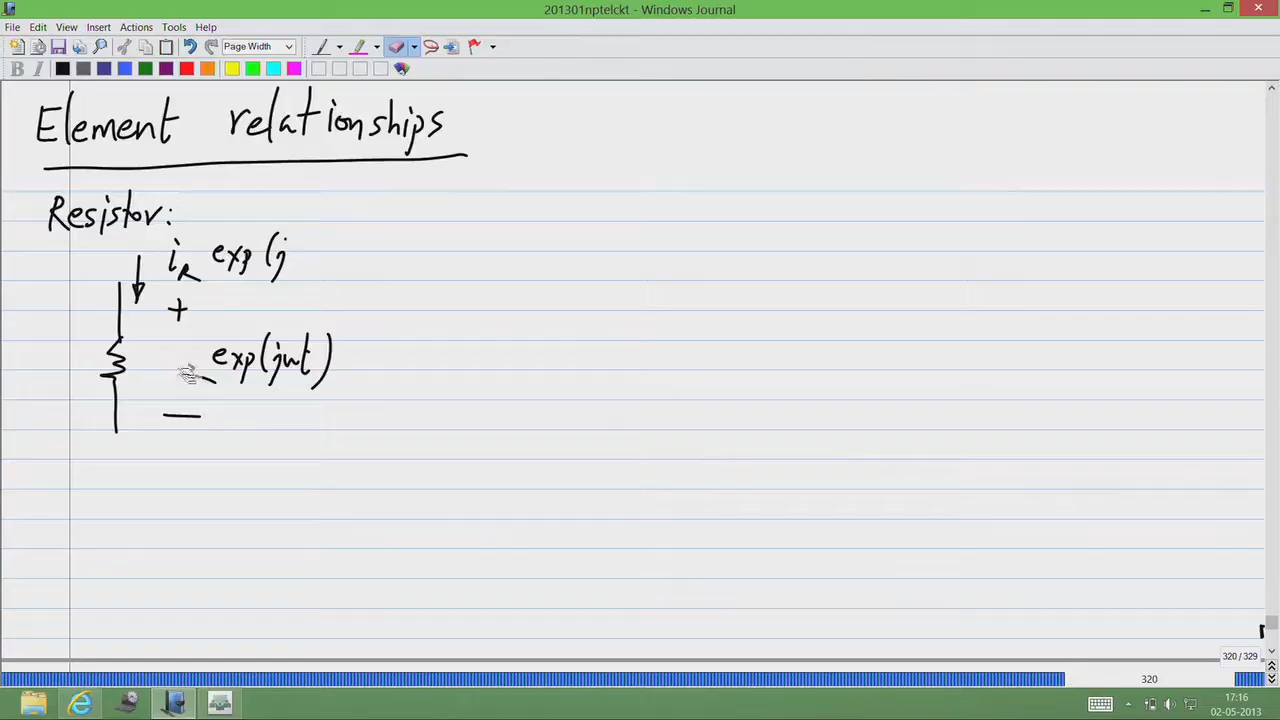 201301nptelckt - Windows Journal
File Edit View Insert Actions Tools Help
Page Width
B I
Element relationships
Resistor:
i_R exp(j
+
exp(jωt)
—
320 / 329
320
17:16
02-05-2013